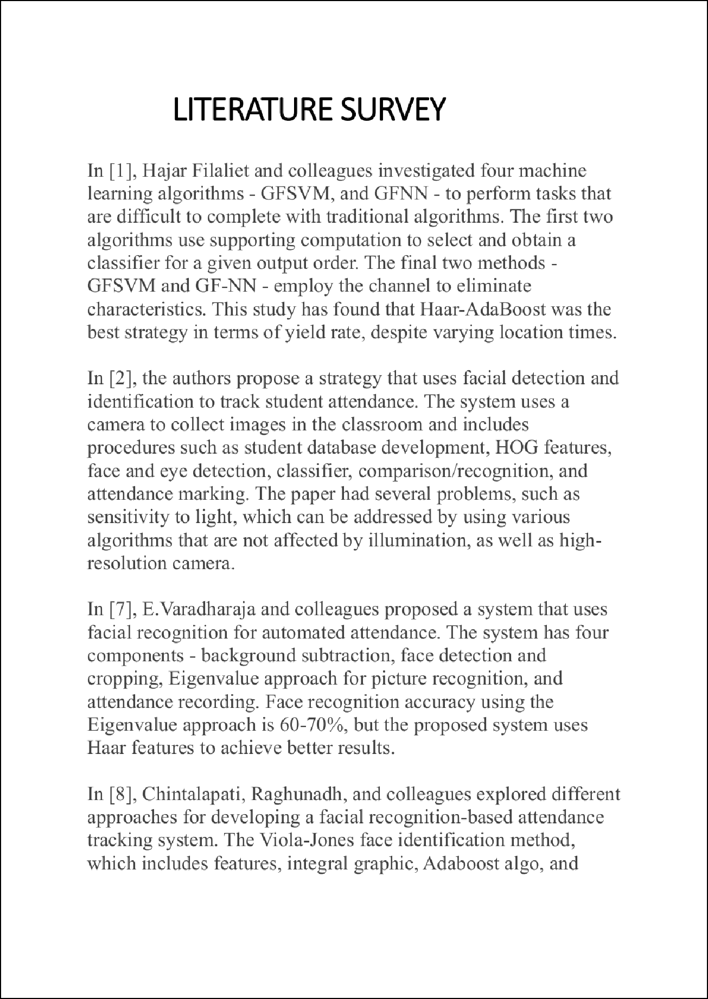 LITERATURE SURVEY
In [1], Hajar Filaliet and colleagues investigated four machine
learning algorithms - GFSVM, and GFNN - to perform tasks that
are difficult to complete with traditional algorithms. The first two
algorithms use supporting computation to select and obtain a
classifier for a given output order. The final two methods -
GFSVM and GF-NN - employ the channel to eliminate
characteristics. This study has found that Haar-AdaBoost was the
best strategy in terms of yield rate, despite varying location times.
In [2], the authors propose a strategy that uses facial detection and
identification to track student attendance. The system uses a
camera to collect images in the classroom and includes
procedures such as student database development, HOG features,
face and eye detection, classifier, comparison/recognition, and
attendance marking. The paper had several problems, such as
sensitivity to light, which can be addressed by using various
algorithms that are not affected by illumination, as well as high-
resolution camera.
In [7], E.Varadharaja and colleagues proposed a system that uses
facial recognition for automated attendance. The system has four
components - background subtraction, face detection and
cropping, Eigenvalue approach for picture recognition, and
attendance recording. Face recognition accuracy using the
Eigenvalue approach is 60-70%, but the proposed system uses
Haar features to achieve better results.
In [8], Chintalapati, Raghunadh, and colleagues explored different
approaches for developing a facial recognition-based attendance
tracking system. The Viola-Jones face identification method,
which includes features, integral graphic, Adaboost algo, and